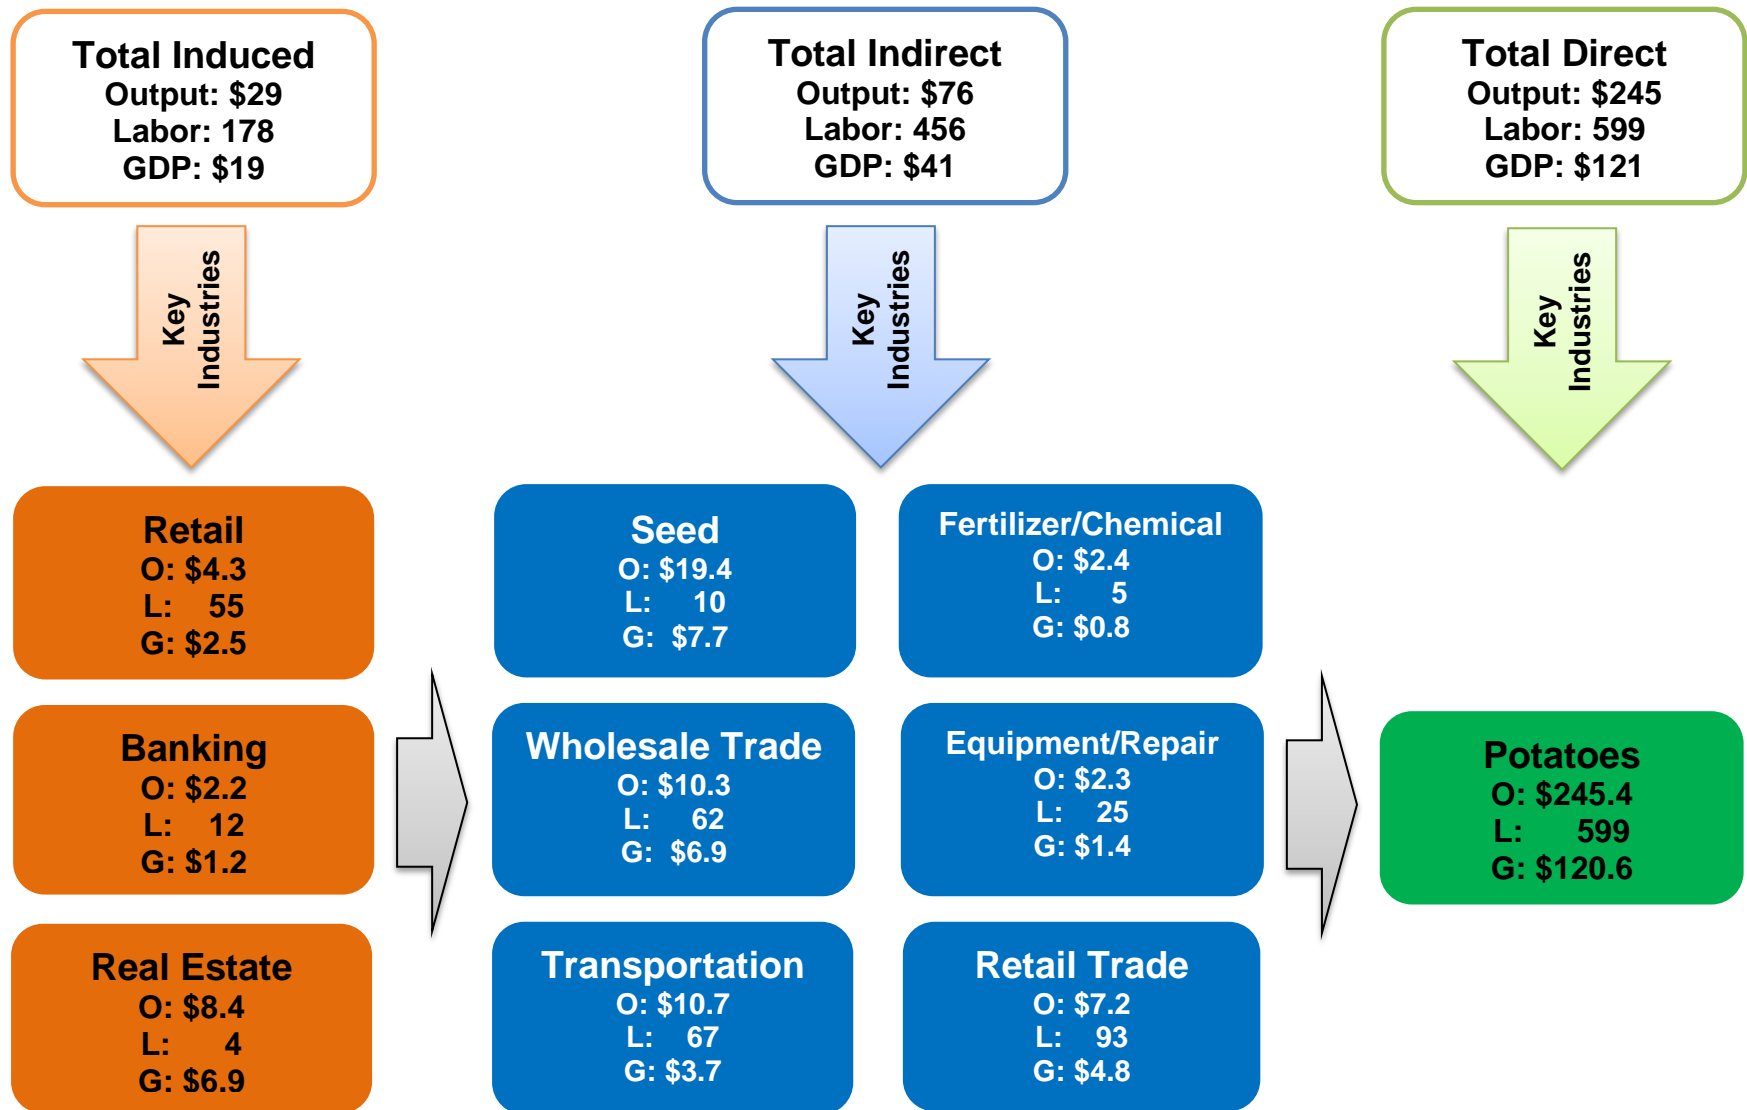 Total Induced
Output: $29
Labor: 178
GDP: $19
Total Indirect
Output: $76
Labor: 456
GDP: $41
Total Direct
Output: $245
Labor: 599
GDP: $121
Key
Industries
Key
Industries
Key
Industries
Retail
O: $4.3
L: 55
G: $2.5
Seed
O: $19.4
L: 10
G: $7.7
Fertilizer/Chemical
O: $2.4
L: 5
G: $0.8
Banking
O: $2.2
L: 12
G: $1.2
Wholesale Trade
O: $10.3
L: 62
G: $6.9
Equipment/Repair
O: $2.3
L: 25
G: $1.4
Potatoes
O: $245.4
L: 599
G: $120.6
Real Estate
O: $8.4
L: 4
G: $6.9
Transportation
O: $10.7
L: 67
G: $3.7
Retail Trade
O: $7.2
L: 93
G: $4.8